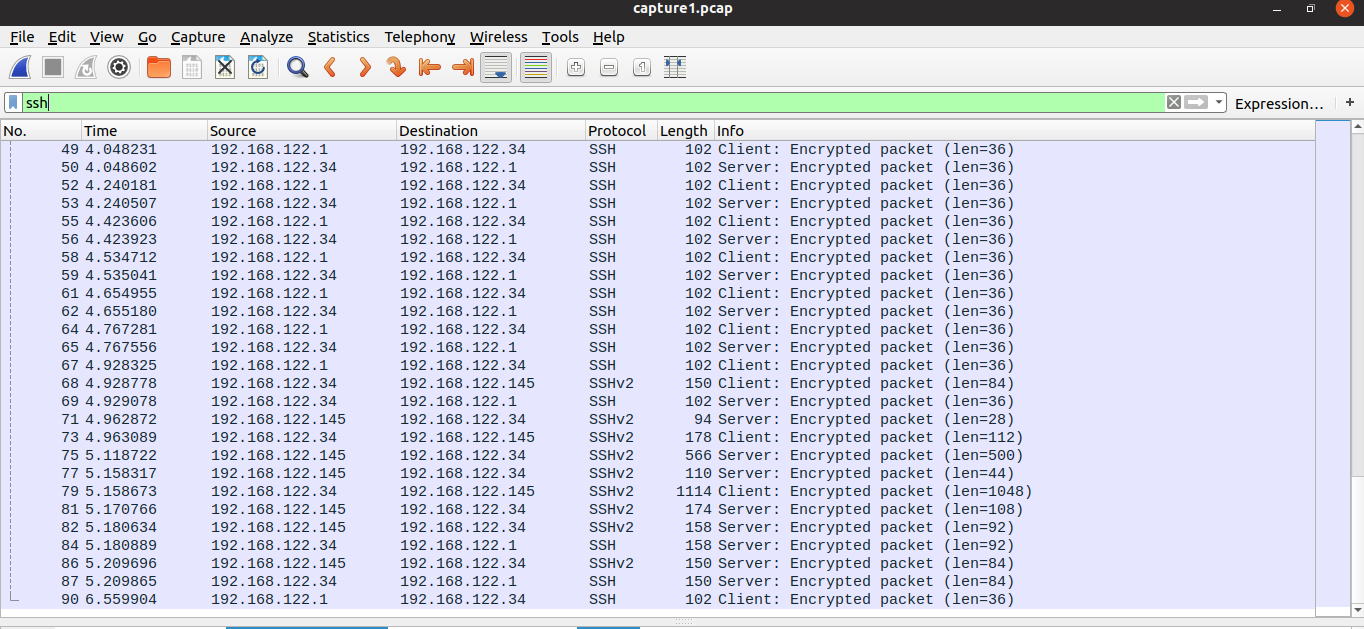 capture1.pcap
File Edit View Go Capture Analyze Statistics Telephony Wireless Tools Help
ssh Expression... +
No. Time Source Destination Protocol Length Info
49 4.048231 192.168.122.1 192.168.122.34 SSH 102 Client: Encrypted packet (len=36)
50 4.048602 192.168.122.34 192.168.122.1 SSH 102 Server: Encrypted packet (len=36)
52 4.240181 192.168.122.1 192.168.122.34 SSH 102 Client: Encrypted packet (len=36)
53 4.240507 192.168.122.34 192.168.122.1 SSH 102 Server: Encrypted packet (len=36)
55 4.423606 192.168.122.1 192.168.122.34 SSH 102 Client: Encrypted packet (len=36)
56 4.423923 192.168.122.34 192.168.122.1 SSH 102 Server: Encrypted packet (len=36)
58 4.534712 192.168.122.1 192.168.122.34 SSH 102 Client: Encrypted packet (len=36)
59 4.535041 192.168.122.34 192.168.122.1 SSH 102 Server: Encrypted packet (len=36)
61 4.654955 192.168.122.1 192.168.122.34 SSH 102 Client: Encrypted packet (len=36)
62 4.655180 192.168.122.34 192.168.122.1 SSH 102 Server: Encrypted packet (len=36)
64 4.767281 192.168.122.1 192.168.122.34 SSH 102 Client: Encrypted packet (len=36)
65 4.767556 192.168.122.34 192.168.122.1 SSH 102 Server: Encrypted packet (len=36)
67 4.928325 192.168.122.1 192.168.122.34 SSH 102 Client: Encrypted packet (len=36)
68 4.928778 192.168.122.34 192.168.122.145 SSHv2 150 Client: Encrypted packet (len=84)
69 4.929078 192.168.122.34 192.168.122.1 SSH 102 Server: Encrypted packet (len=36)
71 4.962872 192.168.122.145 192.168.122.34 SSHv2 94 Server: Encrypted packet (len=28)
73 4.963089 192.168.122.34 192.168.122.145 SSHv2 178 Client: Encrypted packet (len=112)
75 5.118722 192.168.122.145 192.168.122.34 SSHv2 566 Server: Encrypted packet (len=500)
77 5.158317 192.168.122.145 192.168.122.34 SSHv2 110 Server: Encrypted packet (len=44)
79 5.158673 192.168.122.34 192.168.122.145 SSHv2 1114 Client: Encrypted packet (len=1048)
81 5.170766 192.168.122.145 192.168.122.34 SSHv2 174 Server: Encrypted packet (len=108)
82 5.180634 192.168.122.145 192.168.122.34 SSHv2 158 Server: Encrypted packet (len=92)
84 5.180889 192.168.122.34 192.168.122.1 SSH 158 Server: Encrypted packet (len=92)
86 5.209696 192.168.122.145 192.168.122.34 SSHv2 150 Server: Encrypted packet (len=84)
87 5.209865 192.168.122.34 192.168.122.1 SSH 150 Server: Encrypted packet (len=84)
90 6.559904 192.168.122.1 192.168.122.34 SSH 102 Client: Encrypted packet (len=36)